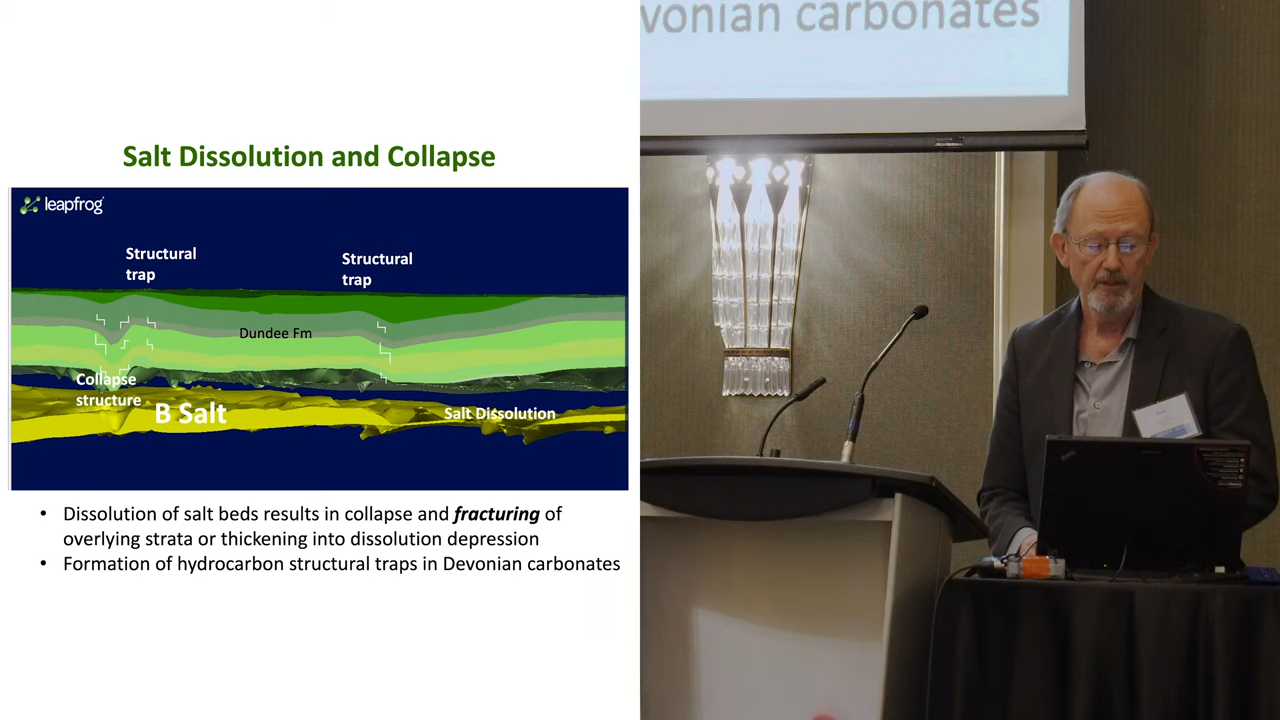 Salt Dissolution and Collapse
leapfrog
Structural
trap
Structural
trap
Dundee Fm
Collapse
structure
B Salt
Salt Dissolution
• Dissolution of salt beds results in collapse and fracturing of
overlying strata or thickening into dissolution depression
• Formation of hydrocarbon structural traps in Devonian carbonates
vonian carbonates